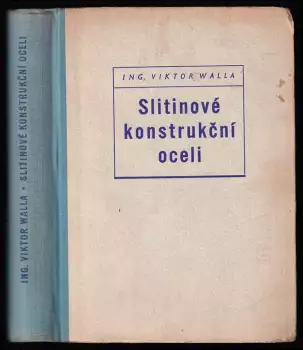 ING. VIKTOR WALLA • SLITINOVÉ KONSTRUKČNÍ OCELI
ING. VIKTOR WALLA
Slitinové
konstrukční
oceli